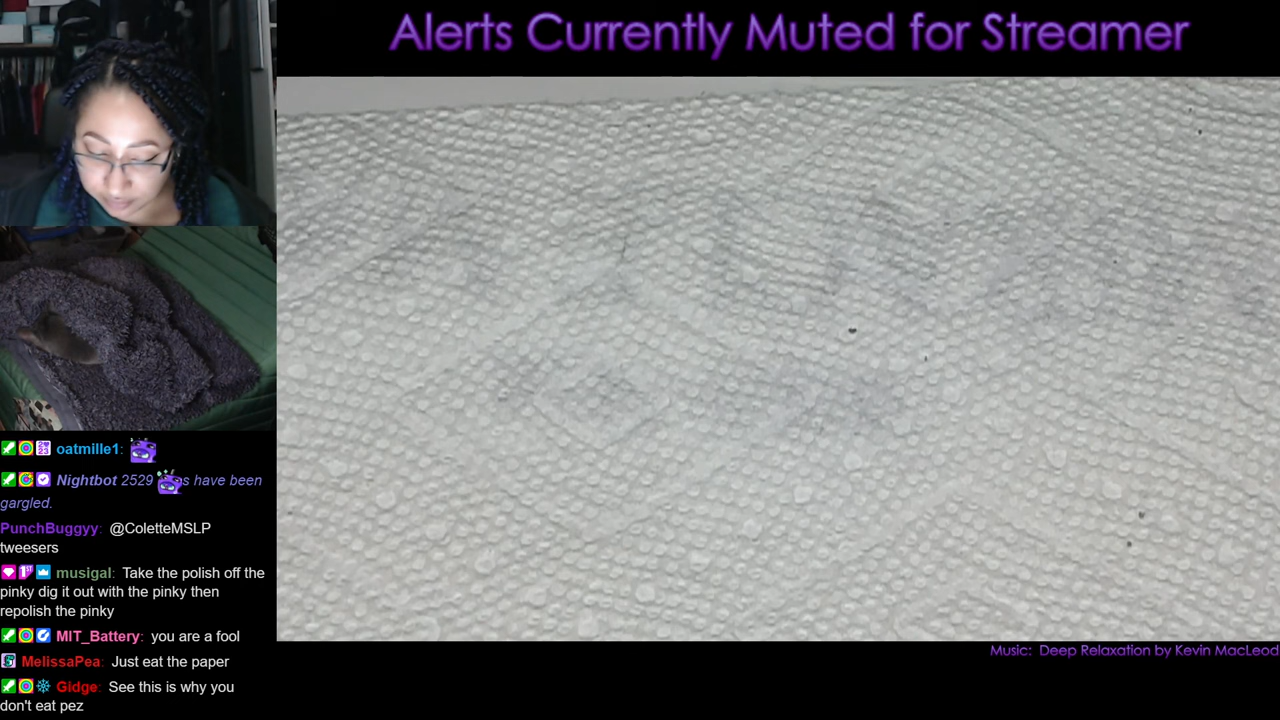 Alerts Currently Muted for Streamer
oatmille1:
Nightbot 2529 s have been
gargled.
PunchBuggyy: @ColetteMSLP
tweesers
musigal: Take the polish off the
pinky dig it out with the pinky then
repolish the pinky
MIT_Battery: you are a fool
MelissaPea: Just eat the paper
Gidge: See this is why you
don't eat pez
Music: Deep Relaxation by Kevin MacLeod